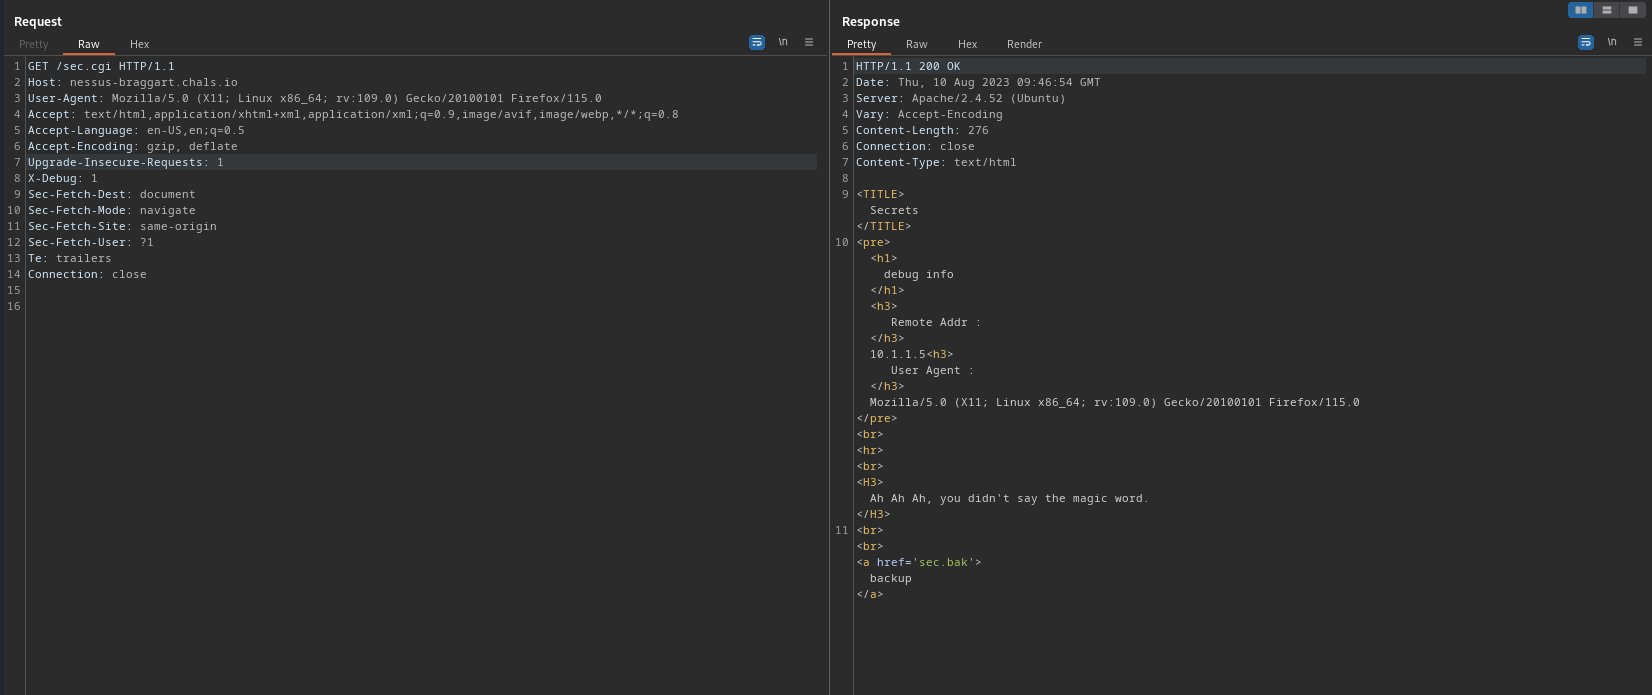 Request
Pretty Raw Hex
\n
1 GET /sec.cgi HTTP/1.1
2 Host: nessus-braggart.chals.io
3 User-Agent: Mozilla/5.0 (X11; Linux x86_64; rv:109.0) Gecko/20100101 Firefox/115.0
4 Accept: text/html,application/xhtml+xml,application/xml;q=0.9,image/avif,image/webp,*/*;q=0.8
5 Accept-Language: en-US,en;q=0.5
6 Accept-Encoding: gzip, deflate
7 Upgrade-Insecure-Requests: 1
8 X-Debug: 1
9 Sec-Fetch-Dest: document
10 Sec-Fetch-Mode: navigate
11 Sec-Fetch-Site: same-origin
12 Sec-Fetch-User: ?1
13 Te: trailers
14 Connection: close
15
16
Response
Pretty Raw Hex Render
\n
1 HTTP/1.1 200 OK
2 Date: Thu, 10 Aug 2023 09:46:54 GMT
3 Server: Apache/2.4.52 (Ubuntu)
4 Vary: Accept-Encoding
5 Content-Length: 276
6 Connection: close
7 Content-Type: text/html
8
9 <TITLE>
Secrets
</TITLE>
10 <pre>
<h1>
debug info
</h1>
<h3>
Remote Addr :
</h3>
10.1.1.5<h3>
User Agent :
</h3>
Mozilla/5.0 (X11; Linux x86_64; rv:109.0) Gecko/20100101 Firefox/115.0
</pre>
<br>
<hr>
<br>
<H3>
Ah Ah Ah, you didn't say the magic word.
</H3>
11 <br>
<br>
<a href='sec.bak'>
backup
</a>